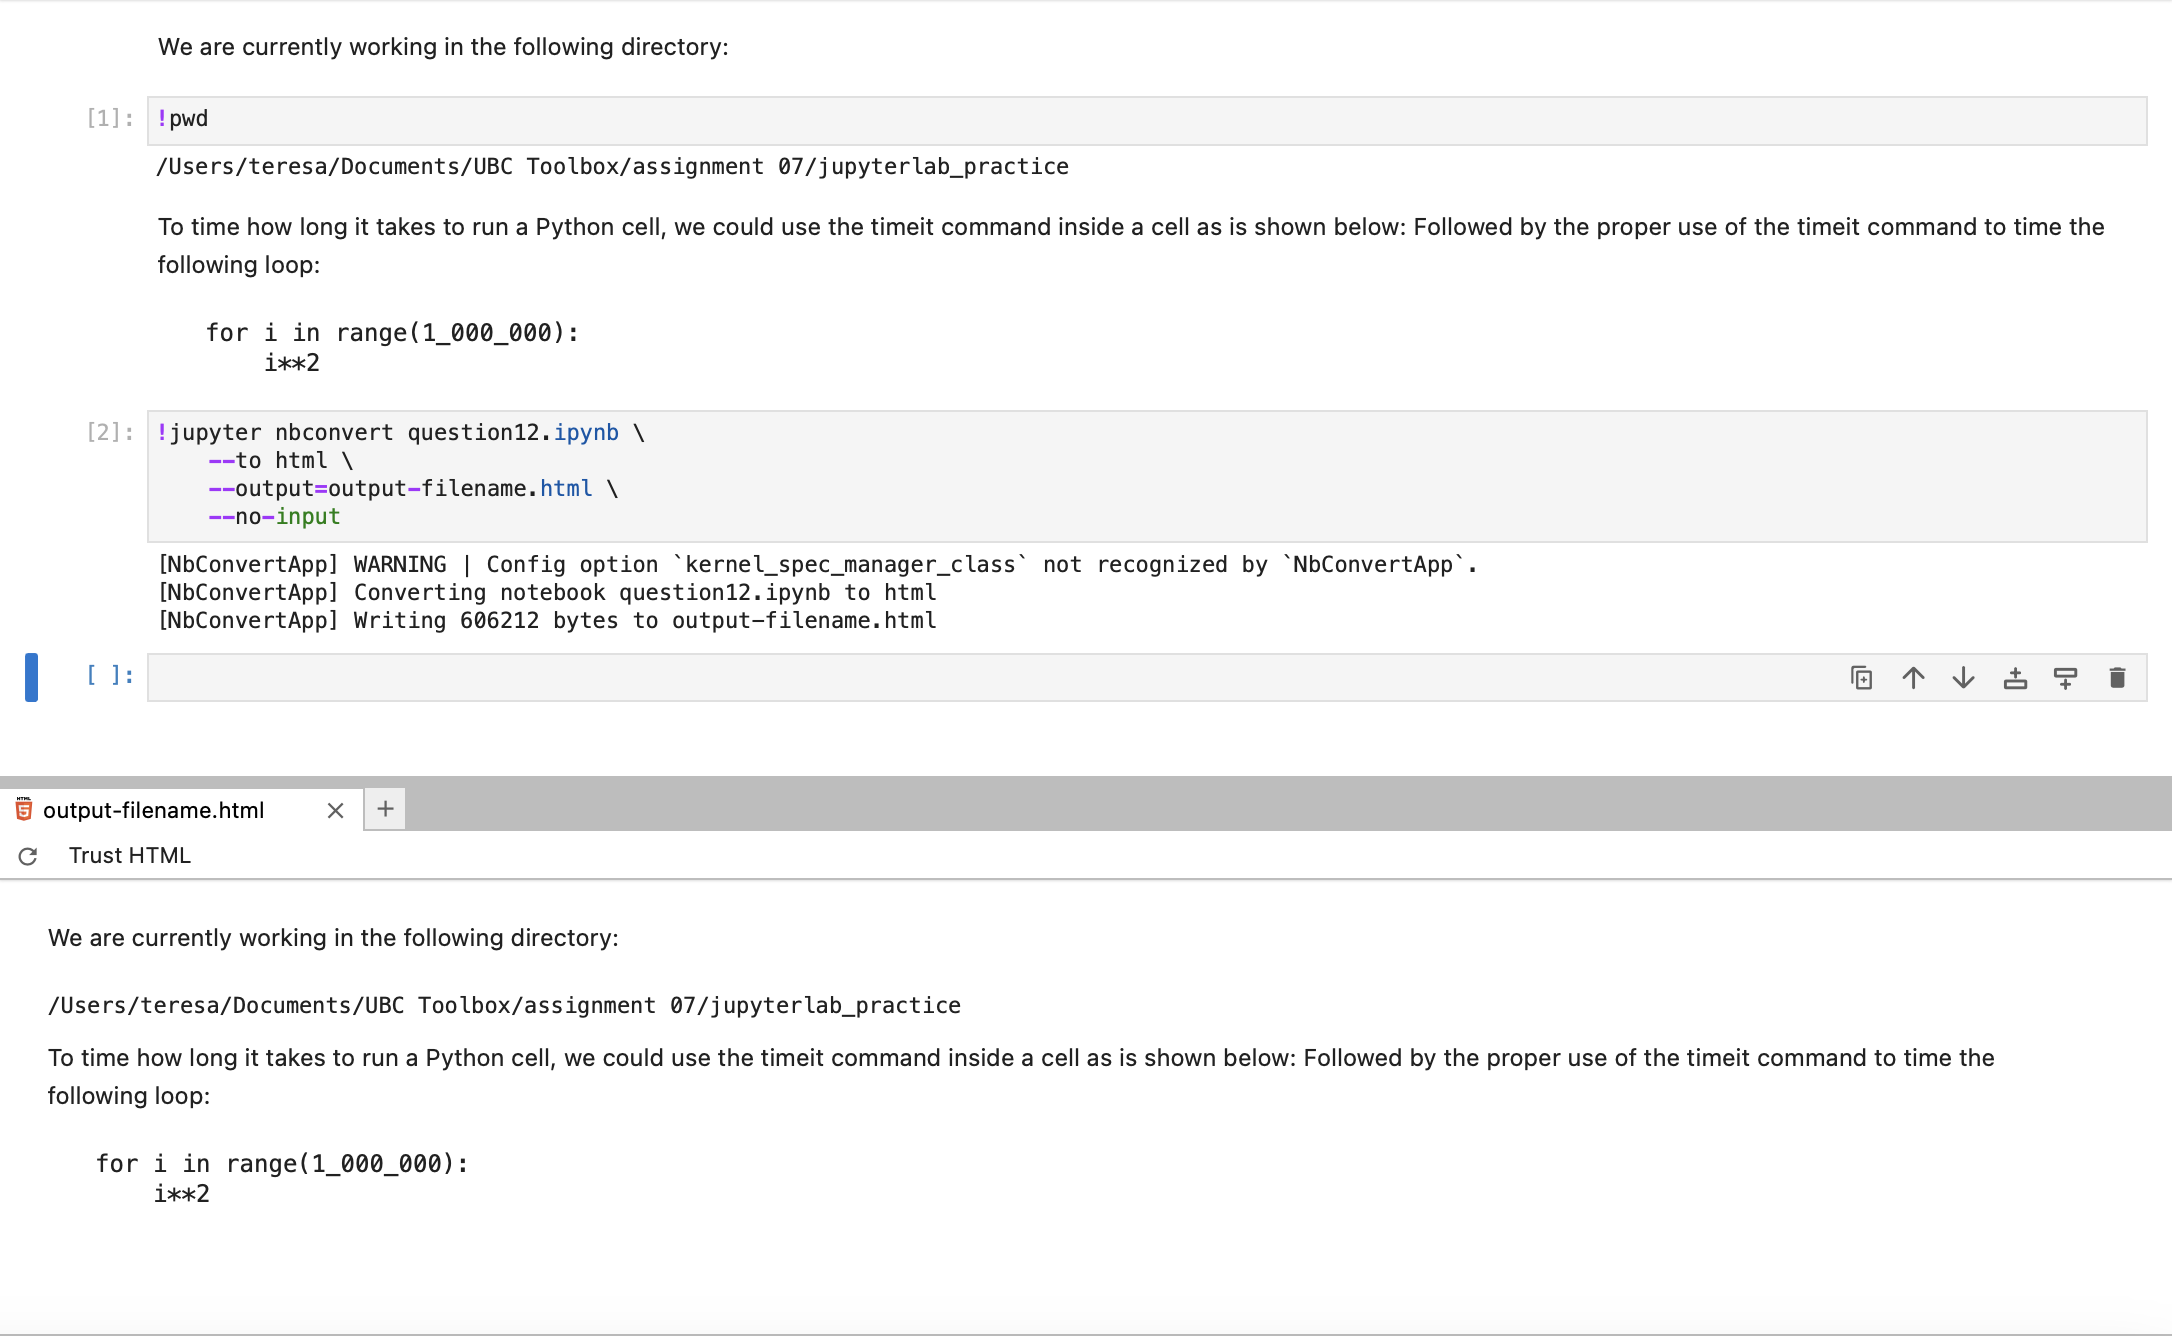 We are currently working in the following directory:
[1]: !pwd
/Users/teresa/Documents/UBC Toolbox/assignment 07/jupyterlab_practice
To time how long it takes to run a Python cell, we could use the timeit command inside a cell as is shown below: Followed by the proper use of the timeit command to time the
following loop:
for i in range(1_000_000):
    i**2
[2]: !jupyter nbconvert question12.ipynb \
    --to html \
    --output=output-filename.html \
    --no-input
[NbConvertApp] WARNING | Config option `kernel_spec_manager_class` not recognized by `NbConvertApp`.
[NbConvertApp] Converting notebook question12.ipynb to html
[NbConvertApp] Writing 606212 bytes to output-filename.html
[ ]:
output-filename.html
Trust HTML
We are currently working in the following directory:
/Users/teresa/Documents/UBC Toolbox/assignment 07/jupyterlab_practice
To time how long it takes to run a Python cell, we could use the timeit command inside a cell as is shown below: Followed by the proper use of the timeit command to time the
following loop:
for i in range(1_000_000):
    i**2